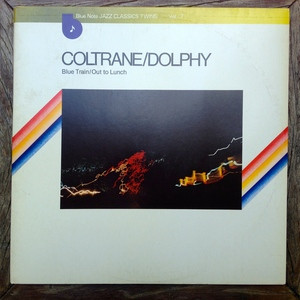 Blue Note JAZZ CLASSICS TWINS
COLTRANE/DOLPHY
Blue Train/Out to Lunch